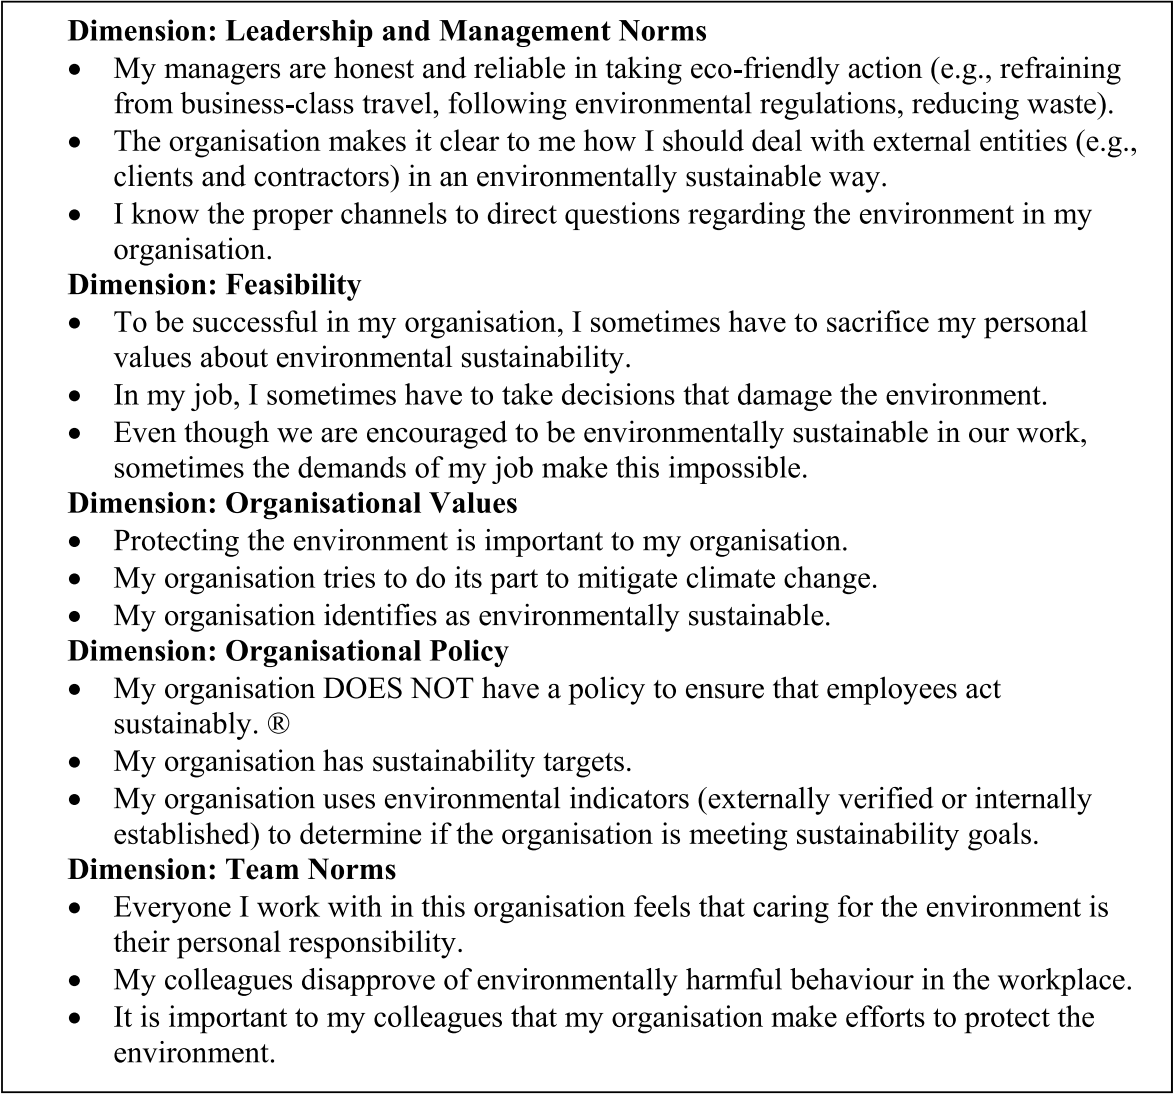 Dimension: Leadership and Management Norms
• My managers are honest and reliable in taking eco-friendly action (e.g., refraining
from business-class travel, following environmental regulations, reducing waste).
• The organisation makes it clear to me how I should deal with external entities (e.g.,
clients and contractors) in an environmentally sustainable way.
• I know the proper channels to direct questions regarding the environment in my
organisation.
Dimension: Feasibility
• To be successful in my organisation, I sometimes have to sacrifice my personal
values about environmental sustainability.
• In my job, I sometimes have to take decisions that damage the environment.
• Even though we are encouraged to be environmentally sustainable in our work,
sometimes the demands of my job make this impossible.
Dimension: Organisational Values
• Protecting the environment is important to my organisation.
• My organisation tries to do its part to mitigate climate change.
• My organisation identifies as environmentally sustainable.
Dimension: Organisational Policy
• My organisation DOES NOT have a policy to ensure that employees act
sustainably. ®
• My organisation has sustainability targets.
• My organisation uses environmental indicators (externally verified or internally
established) to determine if the organisation is meeting sustainability goals.
Dimension: Team Norms
• Everyone I work with in this organisation feels that caring for the environment is
their personal responsibility.
• My colleagues disapprove of environmentally harmful behaviour in the workplace.
• It is important to my colleagues that my organisation make efforts to protect the
environment.